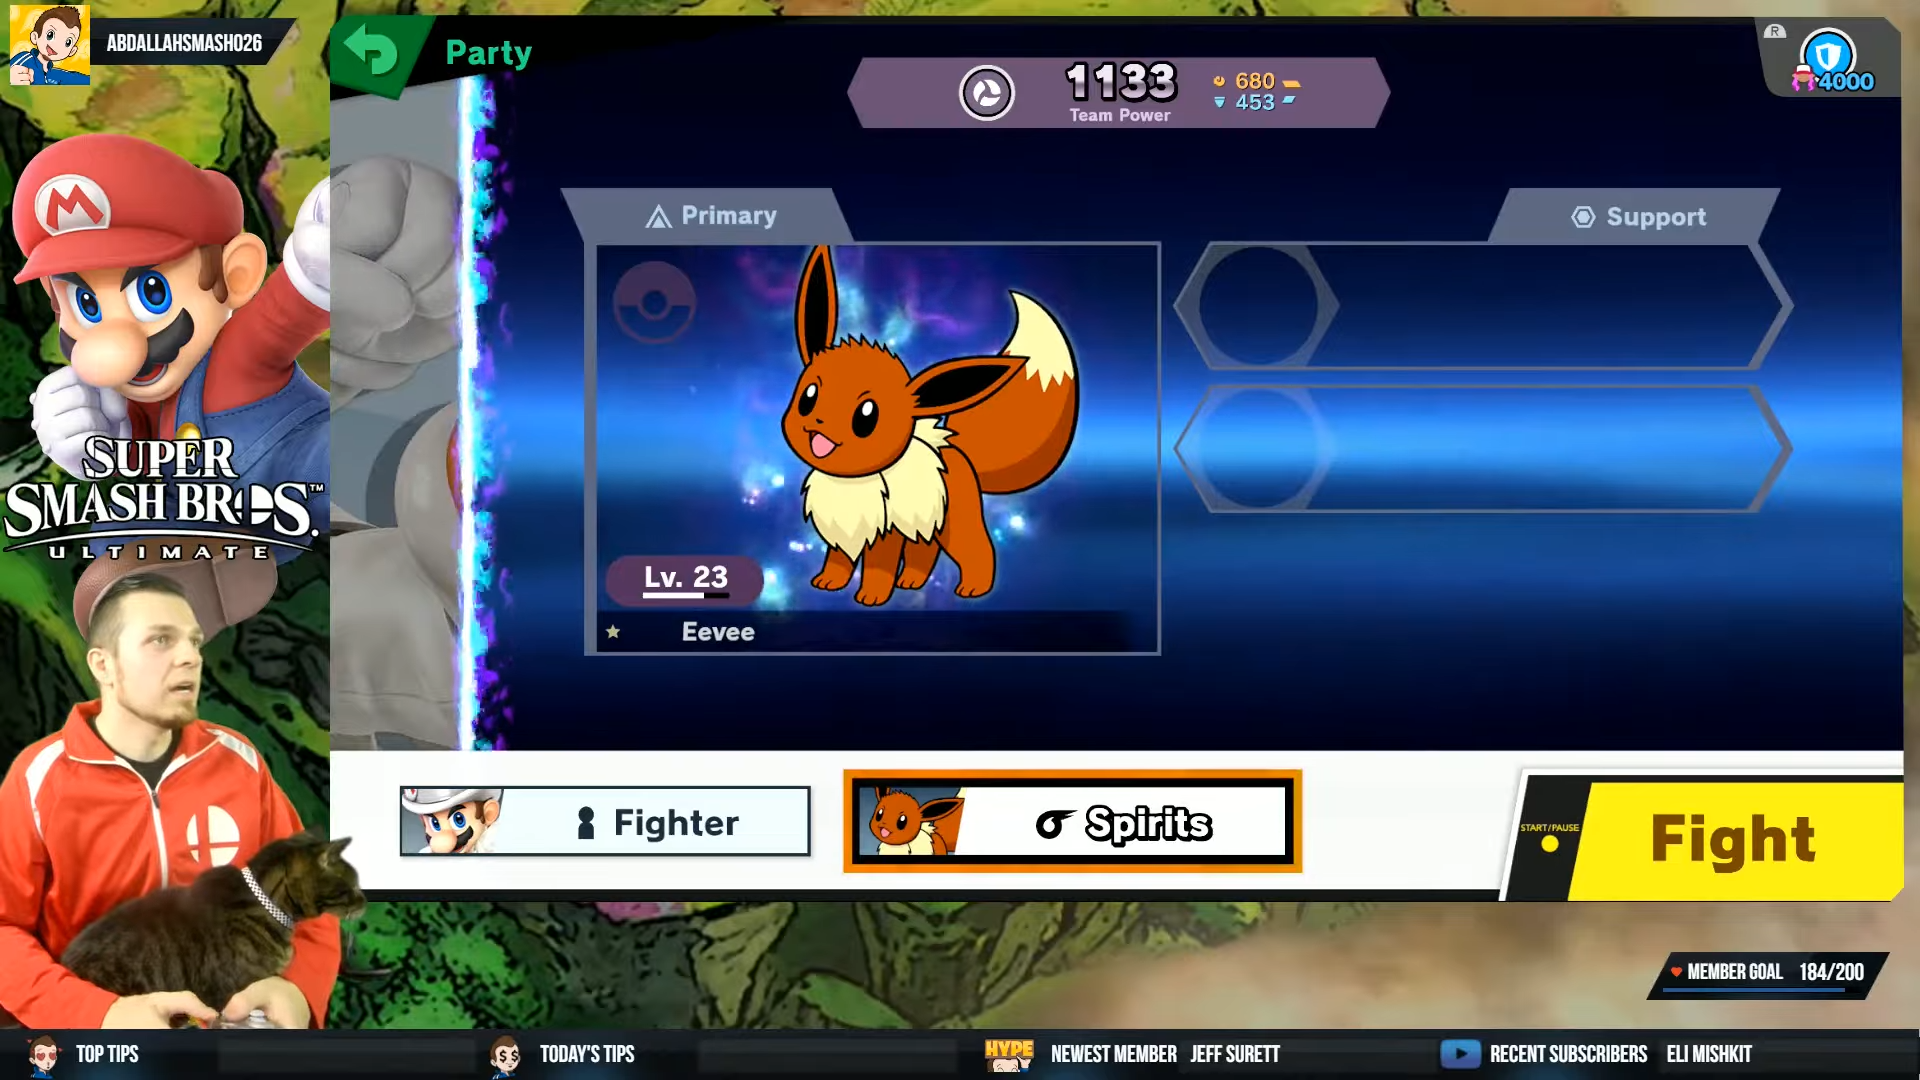 ABDALLAHSMASH026
Party
1133
Team Power
680
453
R
4000
M
Primary
Support
SUPER
SMASH BROS.™
ULTIMATE
Lv. 23
Eevee
Fighter
Spirits
START/PAUSE
Fight
MEMBER GOAL 184/200
TOP TIPS
TODAY'S TIPS
HYPE
NEWEST MEMBER JEFF SURETT
RECENT SUBSCRIBERS ELI MISHKIT